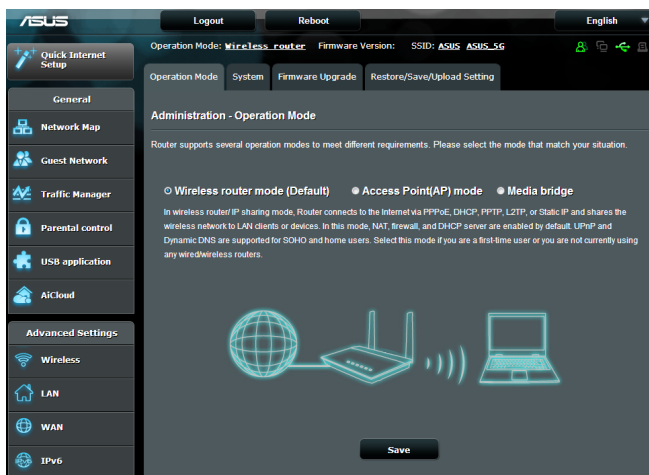 ASUS
Logout
Reboot
English
Quick Internet
Setup
Operation Mode: Wireless router Firmware Version: SSID: ASUS ASUS_5G
Operation Mode
System
Firmware Upgrade
Restore/Save/Upload Setting
General
Network Map
Guest Network
Traffic Manager
Parental control
USB application
AiCloud
Advanced Settings
Wireless
LAN
WAN
IPv6
Administration - Operation Mode
Router supports several operation modes to meet different requirements. Please select the mode that match your situation.
Wireless router mode (Default)
Access Point(AP) mode
Media bridge
In wireless router/ IP sharing mode, Router connects to the Internet via PPPoE, DHCP, PPTP, L2TP, or Static IP and shares the
wireless network to LAN clients or devices. In this mode, NAT, firewall, and DHCP server are enabled by default. UPnP and
Dynamic DNS are supported for SOHO and home users. Select this mode if you are a first-time user or you are not currently using
any wired/wireless routers.
Save